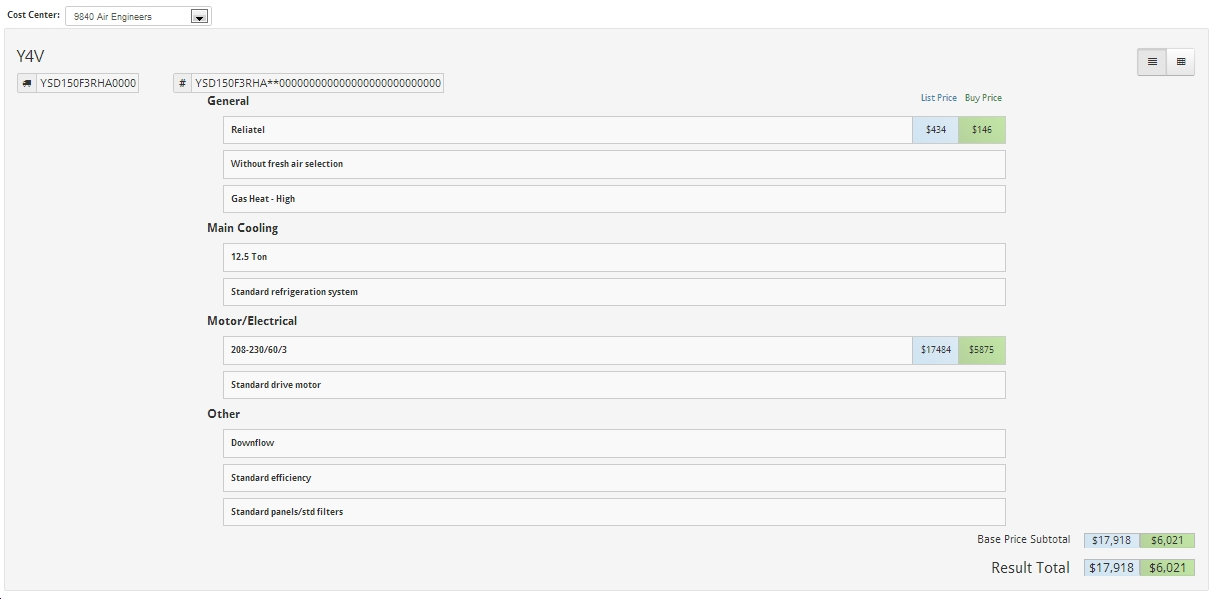 Cost Center: 9840 Air Engineers
Y4V
YSD150F3RHA0000 # YSD150F3RHA**000000000000000000000000000
General List Price Buy Price
Reliatel $434 $146
Without fresh air selection
Gas Heat - High
Main Cooling
12.5 Ton
Standard refrigeration system
Motor/Electrical
208-230/60/3 $17484 $5875
Standard drive motor
Other
Downflow
Standard efficiency
Standard panels/std filters
Base Price Subtotal $17,918 $6,021
Result Total $17,918 $6,021